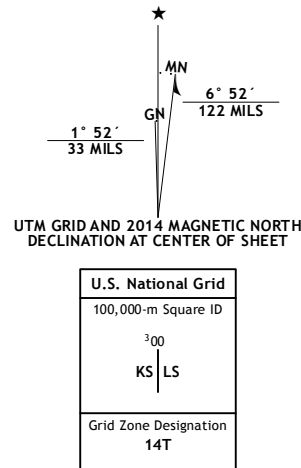 MN
GN
6° 52´
122 MILS
1° 52´
33 MILS
UTM GRID AND 2014 MAGNETIC NORTH
DECLINATION AT CENTER OF SHEET
U.S. National Grid
100,000-m Square ID
³00
KS LS
Grid Zone Designation
14T